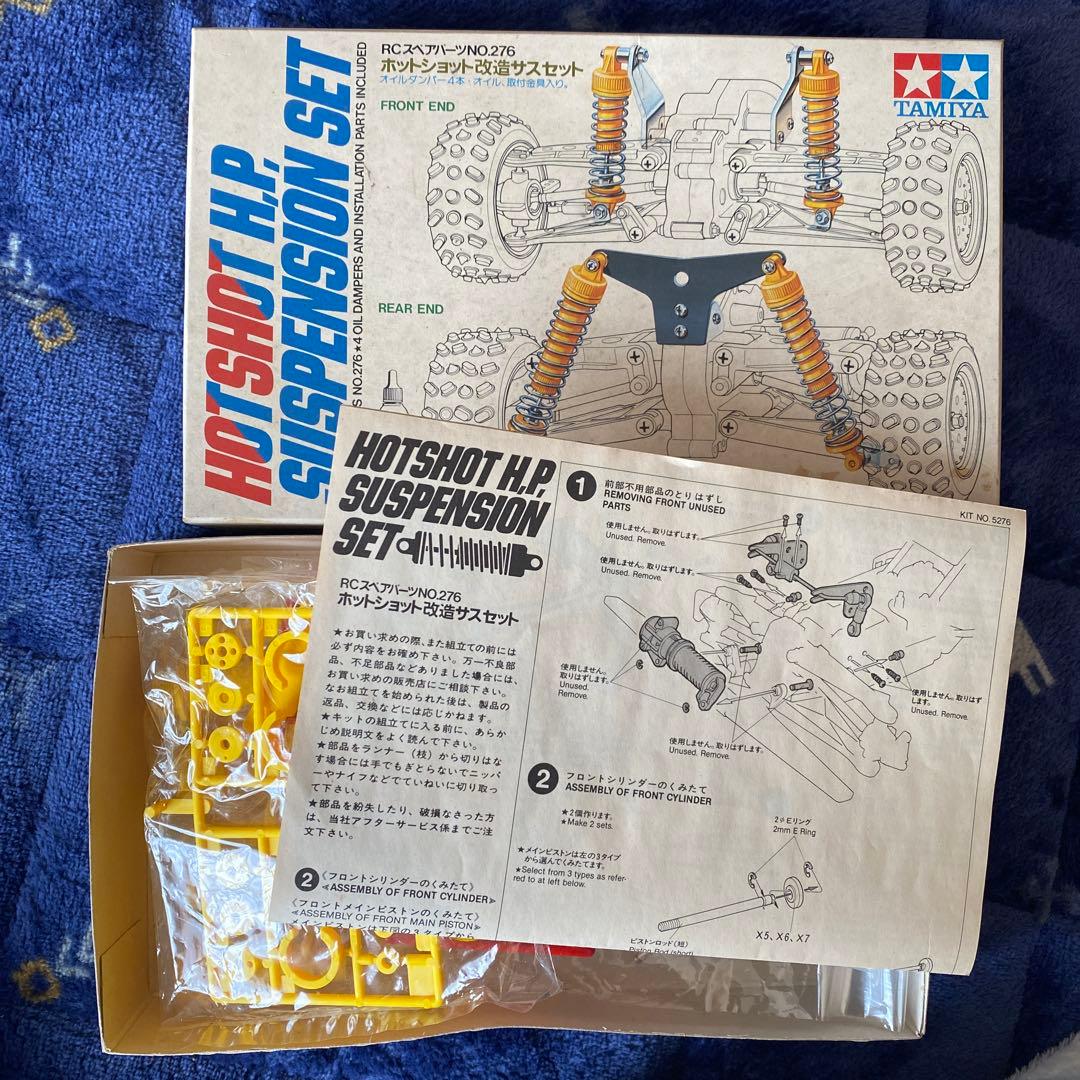 RCスペアパーツNO.276
ホットショット改造サスセット
オイルダンパー4本・オイル、取付金具入り。
FRONT END
REAR END
TAMIYA
HOTSHOT H.P.
SUSPENSION SET
S NO.276★4 OIL DAMPERS AND INSTALLATION PARTS INCLUDED
HOTSHOT H.P.
SUSPENSION
SET
RCスペアパーツNO.276
ホットショット改造サスセット
★お買い求めの際、また組立ての前には
必ず内容をお確め下さい。万一不良部
品、不足部品などありました場合には、
お買い求めの販売店にご相談下さい。
なお組立てを始められた後は、製品の
返品、交換などには応じかねます。
★キットの組立てに入る前に、あらか
じめ説明文をよく読んで下さい。
★部品をランナー（枝）から切りはな
す場合には手でもぎとらないでニッパ
ーやナイフなどでていねいに切り取っ
て下さい。
★部品を紛失したり、破損なさった方
は、当社アフターサービス係までご注
文下さい。
2 《フロントシリンダーのくみたて》
≪ASSEMBLY OF FRONT CYLINDER≫
《フロントメインピストンのくみたて》
≪ASSEMBLY OF FRONT MAIN PISTON≫
メインピストンは下図の3タイプから
KIT NO. 5276
1 前部不用部品のとりはずし
REMOVING FRONT UNUSED
PARTS
使用しません。取りはずします。
Unused. Remove.
使用しません。取りはずします。
Unused. Remove.
使用しません。
取りはずします。
Unused.
Remove.
使用しません。取りはずし
ます。
Unused. Remove.
使用しません。取りはずします。
Unused. Remove.
2 フロントシリンダーのくみたて
ASSEMBLY OF FRONT CYLINDER
★2個作ります。
★Make 2 sets.
2φEリング
2mm E Ring
★メインピストンは左の3タイプ
から選んでくみたてます。
★Select from 3 types as refer-
red to at left below.
X5、X6、X7
ピストンロッド（短）
Piston Rod (short)